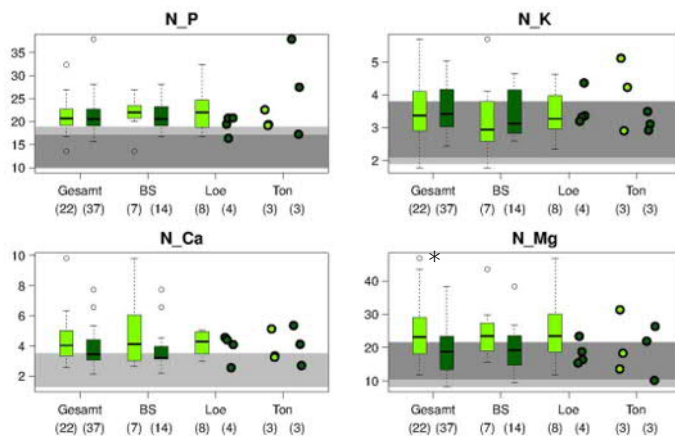 N_P
35
30
25
20
15
10
Gesamt BS Loe Ton
(22) (37) (7) (14) (8) (4) (3) (3)
N_K
5
4
3
2
Gesamt BS Loe Ton
(22) (37) (7) (14) (8) (4) (3) (3)
N_Ca
10
8
6
4
2
Gesamt BS Loe Ton
(22) (37) (7) (14) (8) (4) (3) (3)
N_Mg
*
40
30
20
10
Gesamt BS Loe Ton
(22) (37) (7) (14) (8) (4) (3) (3)